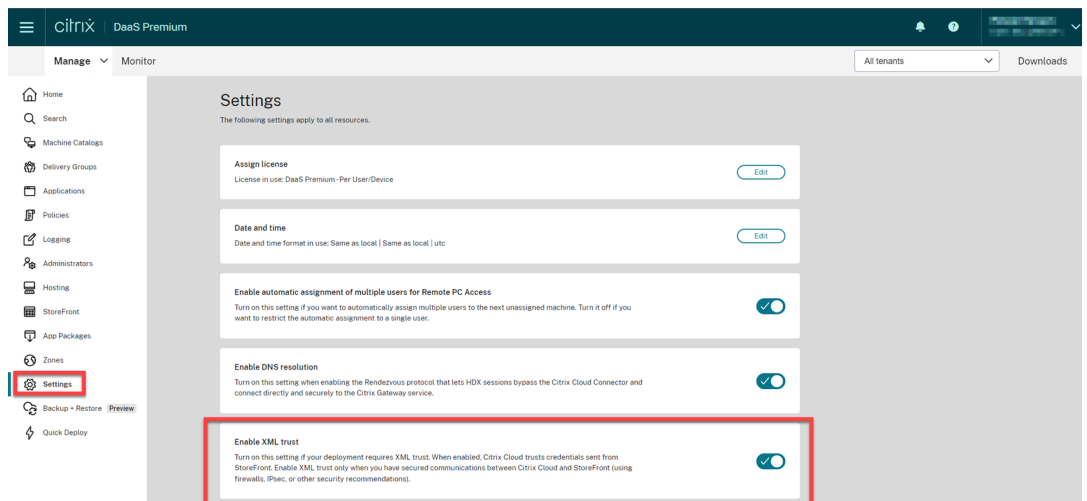 citrix DaaS Premium
Manage Monitor All tenants Downloads
Home
Search
Machine Catalogs
Delivery Groups
Applications
Policies
Logging
Administrators
Hosting
StoreFront
App Packages
Zones
Settings
Backup + Restore Preview
Quick Deploy
Settings
The following settings apply to all resources.
Assign license
License in use: DaaS Premium-Per User/Device
Edit
Date and time
Date and time format in use: Same as local | Same as local | utc
Edit
Enable automatic assignment of multiple users for Remote PC Access
Turn on this setting if you want to automatically assign multiple users to the next unassigned machine. Turn it off if you
want to restrict the automatic assignment to a single user.
Enable DNS resolution
Turn on this setting when enabling the Rendezvous protocol that lets HDX sessions bypass the Citrix Cloud Connector and
connect directly and securely to the Citrix Gateway service.
Enable XML trust
Turn on this setting if your deployment requires XML trust. When enabled, Citrix Cloud trusts credentials sent from
StoreFront. Enable XML trust only when you have secured communications between Citrix Cloud and StoreFront (using
firewalls, IPsec, or other security recommendations).